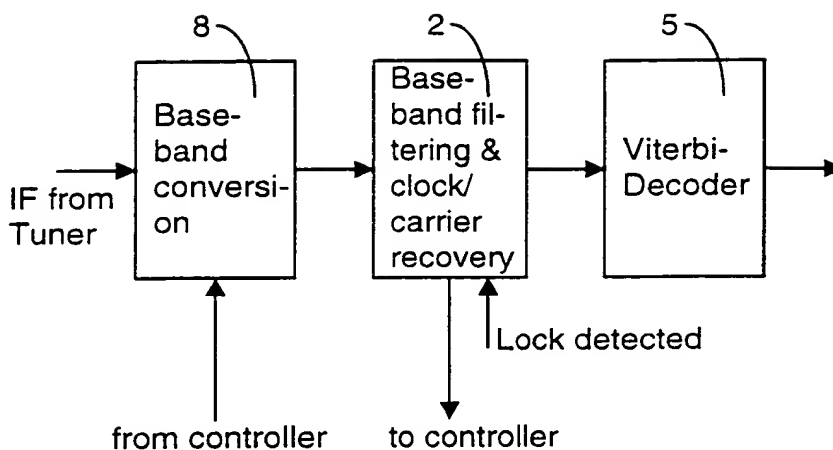 8
2
5
Base-
band
conversi-
on
Base-
band fil-
tering &
clock/
carrier
recovery
Viterbi-
Decoder
IF from
Tuner
Lock detected
from controller
to controller